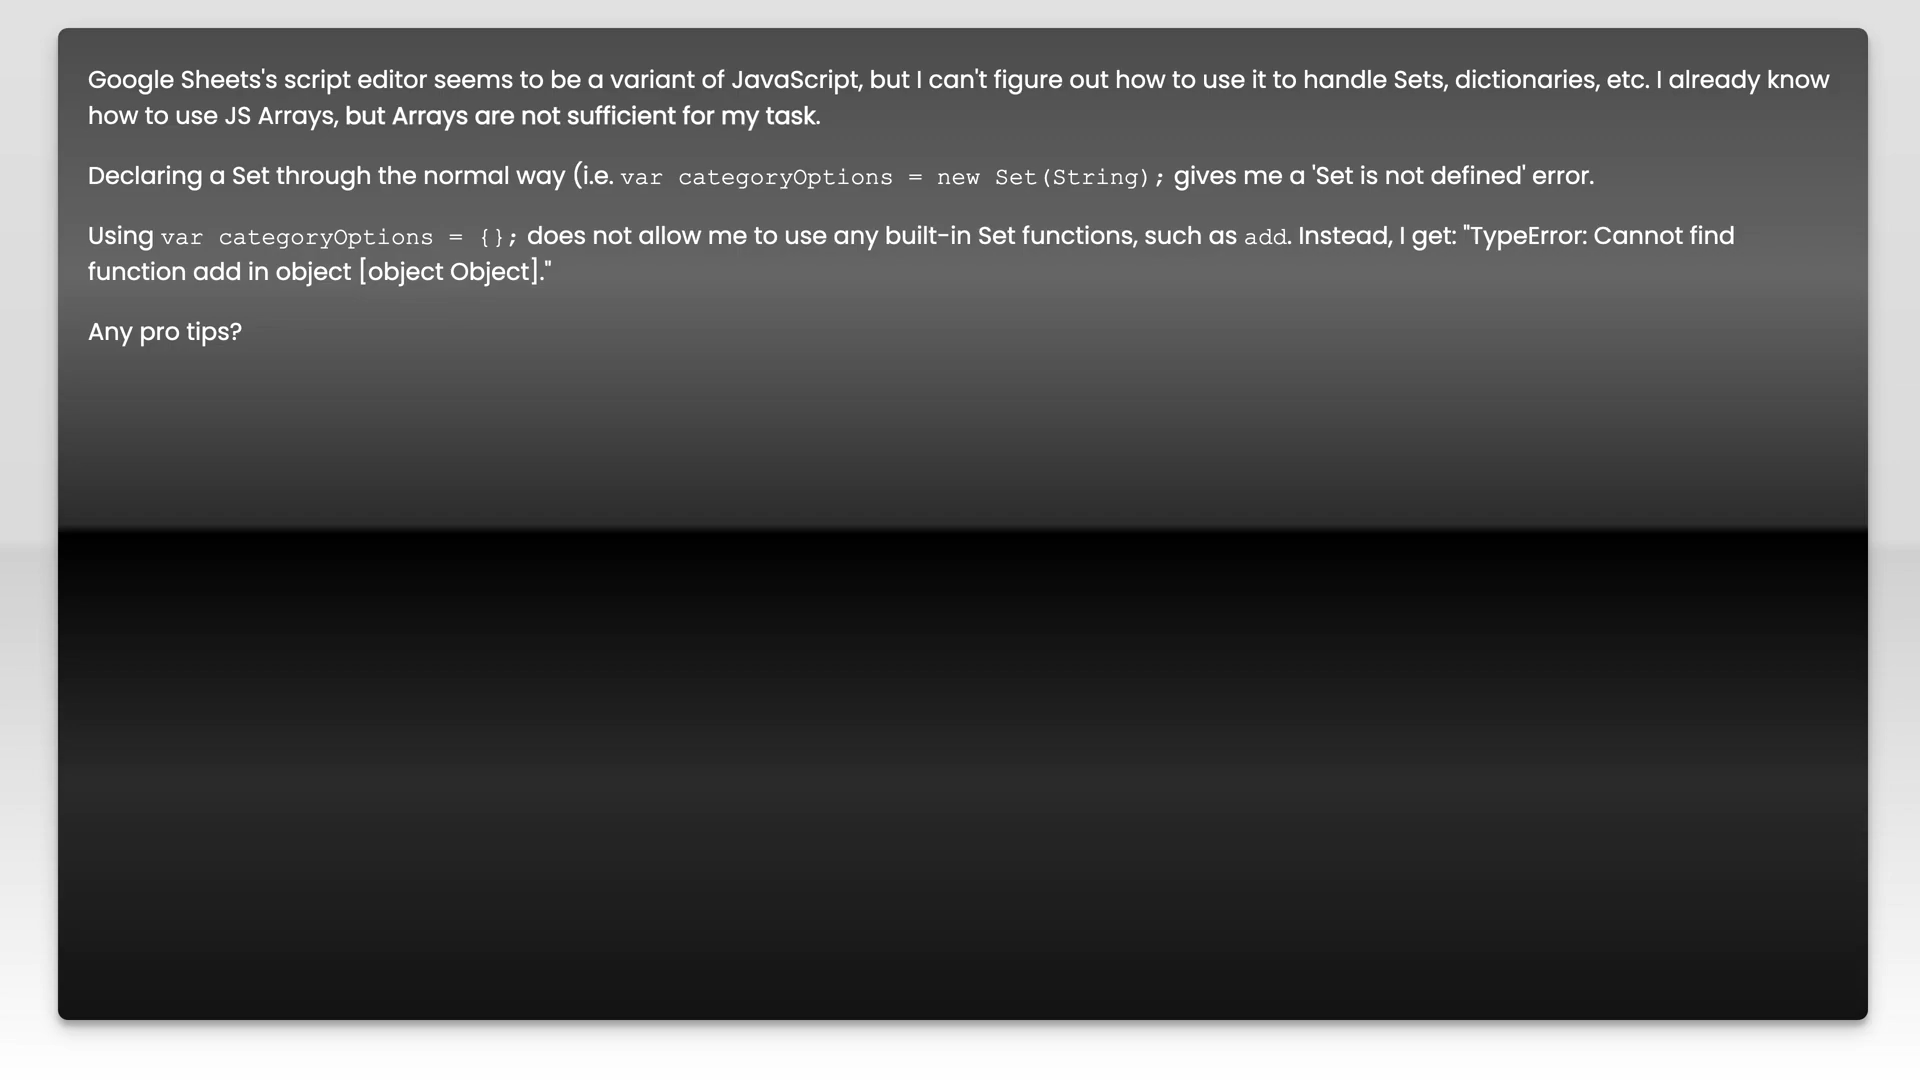 Google Sheets's script editor seems to be a variant of JavaScript, but I can't figure out how to use it to handle Sets, dictionaries, etc. I already know
how to use JS Arrays, but Arrays are not sufficient for my task.
Declaring a Set through the normal way (i.e. var categoryOptions = new Set(String); gives me a 'Set is not defined' error.
Using var categoryOptions = {}; does not allow me to use any built-in Set functions, such as add. Instead, I get: "TypeError: Cannot find
function add in object [object Object]."
Any pro tips?